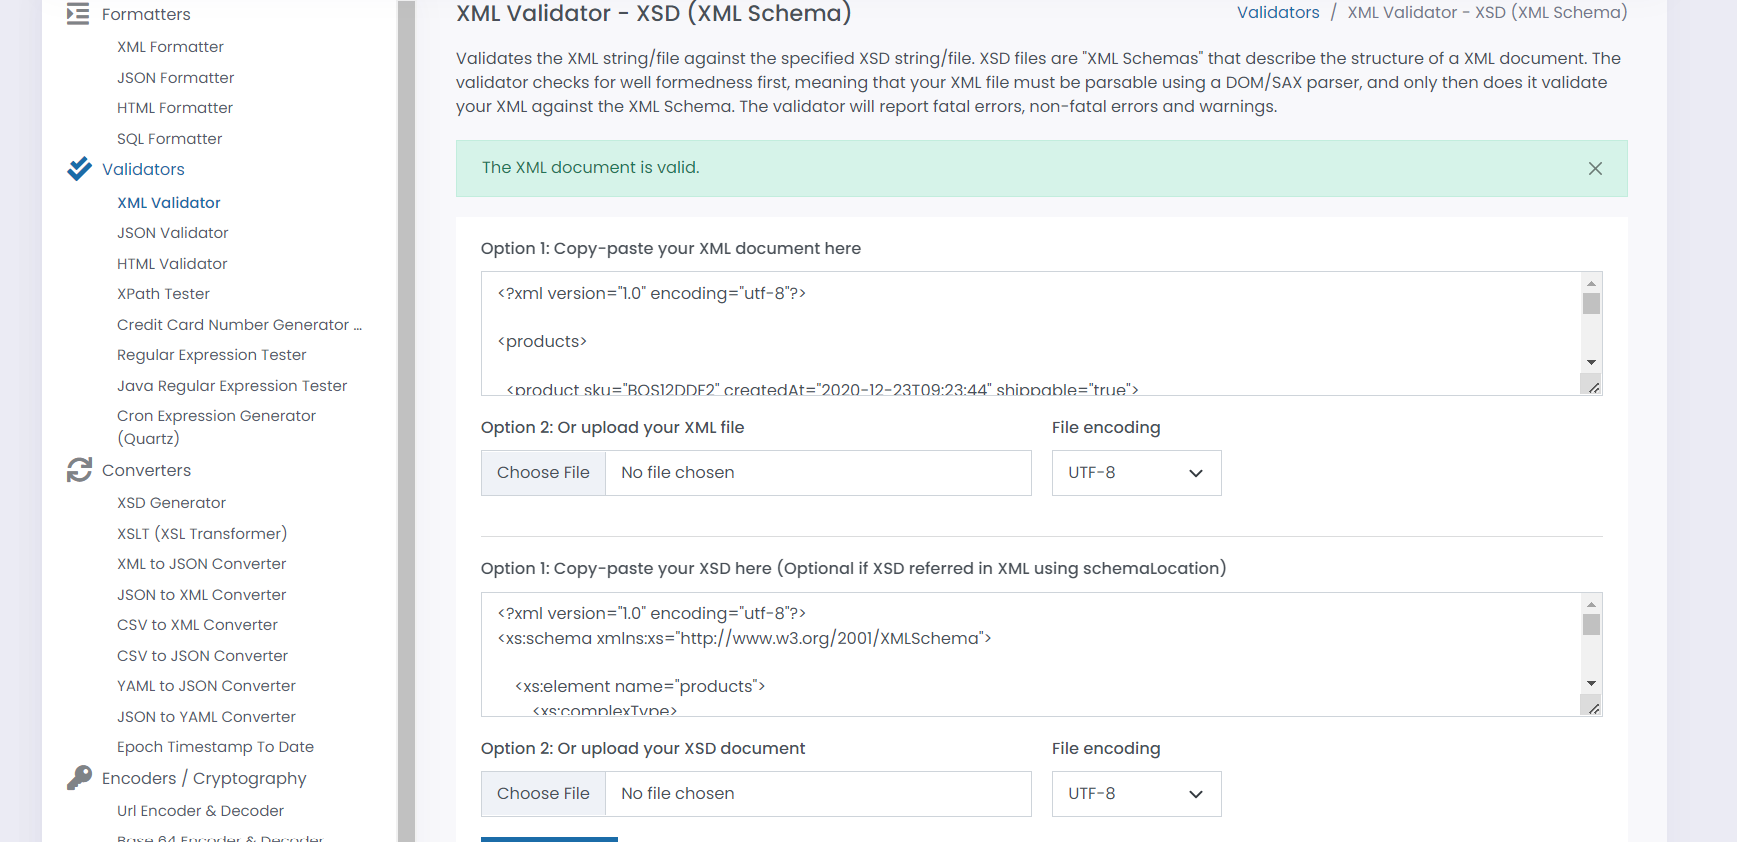 Formatters
XML Formatter
JSON Formatter
HTML Formatter
SQL Formatter
Validators
XML Validator
JSON Validator
HTML Validator
XPath Tester
Credit Card Number Generator ...
Regular Expression Tester
Java Regular Expression Tester
Cron Expression Generator
(Quartz)
Converters
XSD Generator
XSLT (XSL Transformer)
XML to JSON Converter
JSON to XML Converter
CSV to XML Converter
CSV to JSON Converter
YAML to JSON Converter
JSON to YAML Converter
Epoch Timestamp To Date
Encoders / Cryptography
Url Encoder & Decoder
Base 64 Encoder & Decoder
XML Validator - XSD (XML Schema)
Validators / XML Validator - XSD (XML Schema)
Validates the XML string/file against the specified XSD string/file. XSD files are "XML Schemas" that describe the structure of a XML document. The
validator checks for well formedness first, meaning that your XML file must be parsable using a DOM/SAX parser, and only then does it validate
your XML against the XML Schema. The validator will report fatal errors, non-fatal errors and warnings.
The XML document is valid.
Option 1: Copy-paste your XML document here
<?xml version="1.0" encoding="utf-8"?>
<products>
<product sku="BOS12DDF2" createdAt="2020-12-23T09:23:44" shippable="true">
Option 2: Or upload your XML file
File encoding
Choose File No file chosen
UTF-8
Option 1: Copy-paste your XSD here (Optional if XSD referred in XML using schemaLocation)
<?xml version="1.0" encoding="utf-8"?>
<xs:schema xmlns:xs="http://www.w3.org/2001/XMLSchema">
<xs:element name="products">
<xs:complexType>
Option 2: Or upload your XSD document
File encoding
Choose File No file chosen
UTF-8